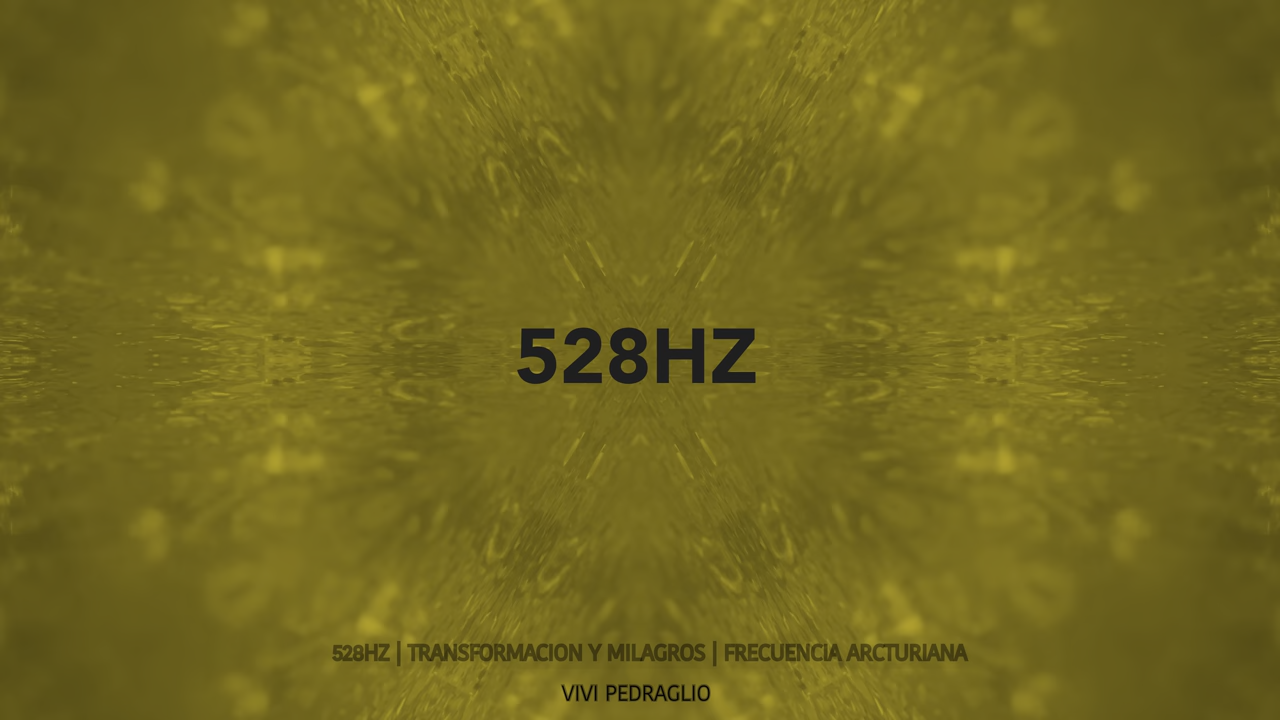 528HZ
528HZ | TRANSFORMACION Y MILAGROS | FRECUENCIA ARCTURIANA
VIVI PEDRAGLIO